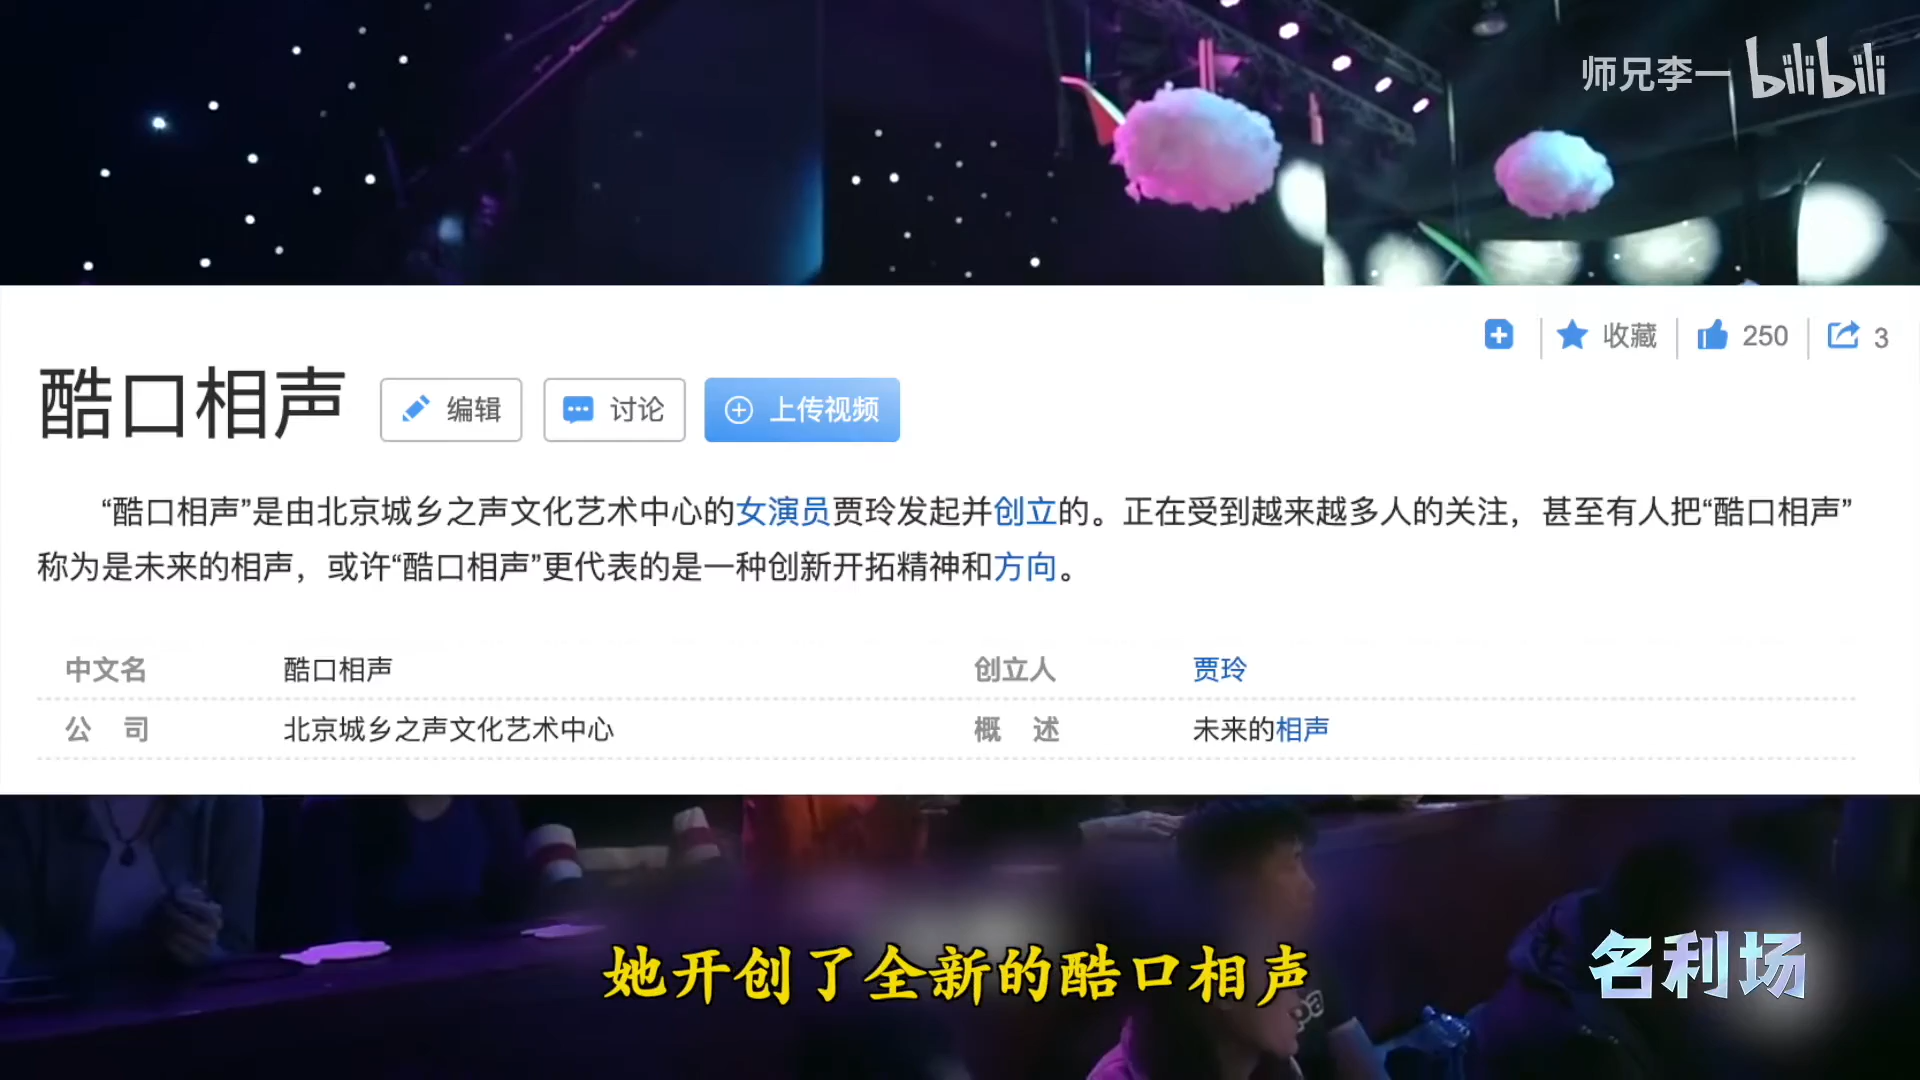 师兄李一 bilibili
收藏 250 3
酷口相声 编辑 讨论 上传视频
“酷口相声”是由北京城乡之声文化艺术中心的女演员贾玲发起并创立的。正在受到越来越多人的关注，甚至有人把“酷口相声”
称为是未来的相声，或许“酷口相声”更代表的是一种创新开拓精神和方向。
中文名 酷口相声 创立人 贾玲
公 司 北京城乡之声文化艺术中心 概 述 未来的相声
她开创了全新的酷口相声
名利场